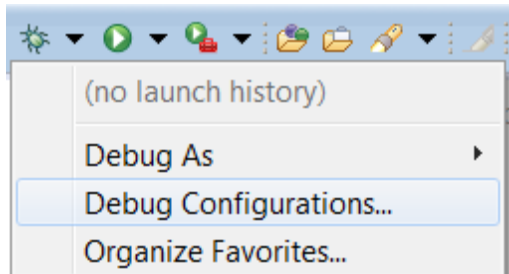 (no launch history)
Debug As
Debug Configurations...
Organize Favorites...